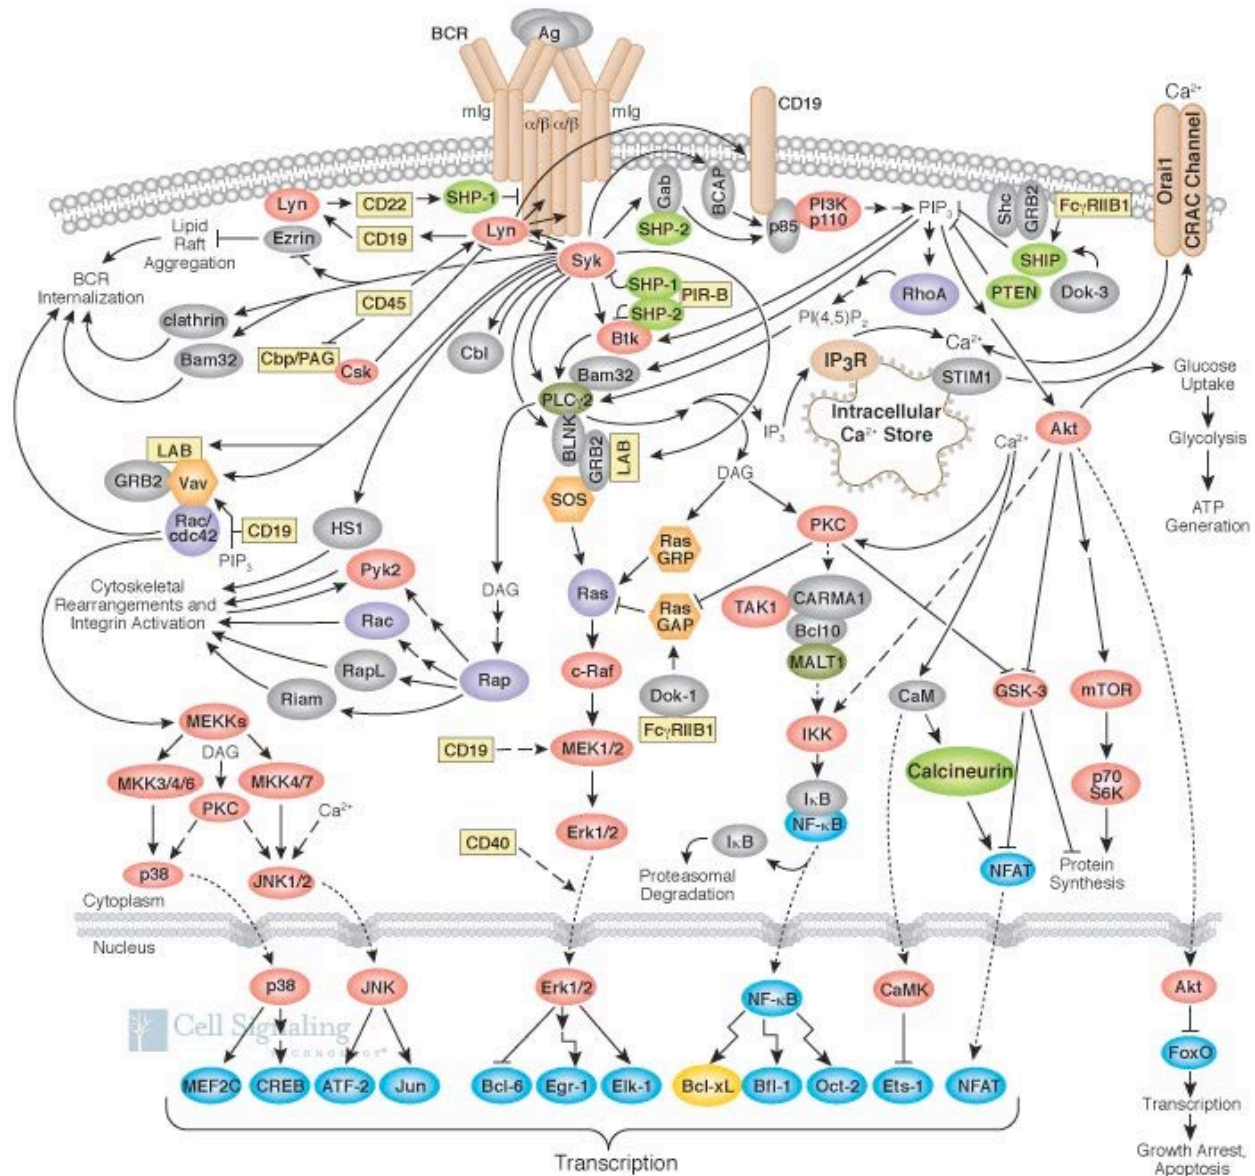 Ag
BCR
CD19
Ca²⁺
mIg
α/β α/β
mIg
Orai1
CRAC Channel
Lyn
CD22
SHP-1
Gab
BCAP
PI3K
p110
p85
PIP₃
Shc
GRB2
FcγRIIB1
Lipid
Raft
Aggregation
Ezrin
CD19
Lyn
SHP-2
Syk
SHIP
BCR
Internalization
CD45
SHP-1
PIR-B
SHP-2
RhoA
PTEN
Dok-3
clathrin
Btk
PI(4,5)P₂
Bam32
Cbp/PAG
Csk
Cbl
Bam32
IP₃R
Ca²⁺
STIM1
Glucose
Uptake
PLCγ2
Intracellular
Ca²⁺ Store
Akt
Glycolysis
LAB
BLNK
GRB2
LAB
IP₃
Ca²⁺
GRB2
Vav
DAG
ATP
Generation
SOS
Rac/
cdc42
CD19
HS1
PKC
PIP₃
Ras
GRP
Pyk2
Cytoskeletal
Rearrangements and
Integrin Activation
DAG
Ras
Ras
GAP
TAK1
CARMA1
Bcl10
Rac
MALT1
RapL
Rap
c-Raf
Riam
Dok-1
CaM
GSK-3
mTOR
MEKKs
FcγRIIB1
IKK
DAG
CD19
MEK1/2
MKK3/4/6
MKK4/7
Calcineurin
p70
S6K
PKC
Ca²⁺
IκB
NF-κB
Erk1/2
CD40
IκB
p38
JNK1/2
Proteasomal
Degradation
NFAT
Protein
Synthesis
Cytoplasm
Nucleus
p38
JNK
Erk1/2
NF-κB
CaMK
Akt
Cell Signaling
TECHNOLOGY®
FoxO
MEF2C
CREB
ATF-2
Jun
Bcl-6
Egr-1
Elk-1
Bcl-xL
Bfl-1
Oct-2
Ets-1
NFAT
Transcription
Growth Arrest,
Apoptosis
Transcription